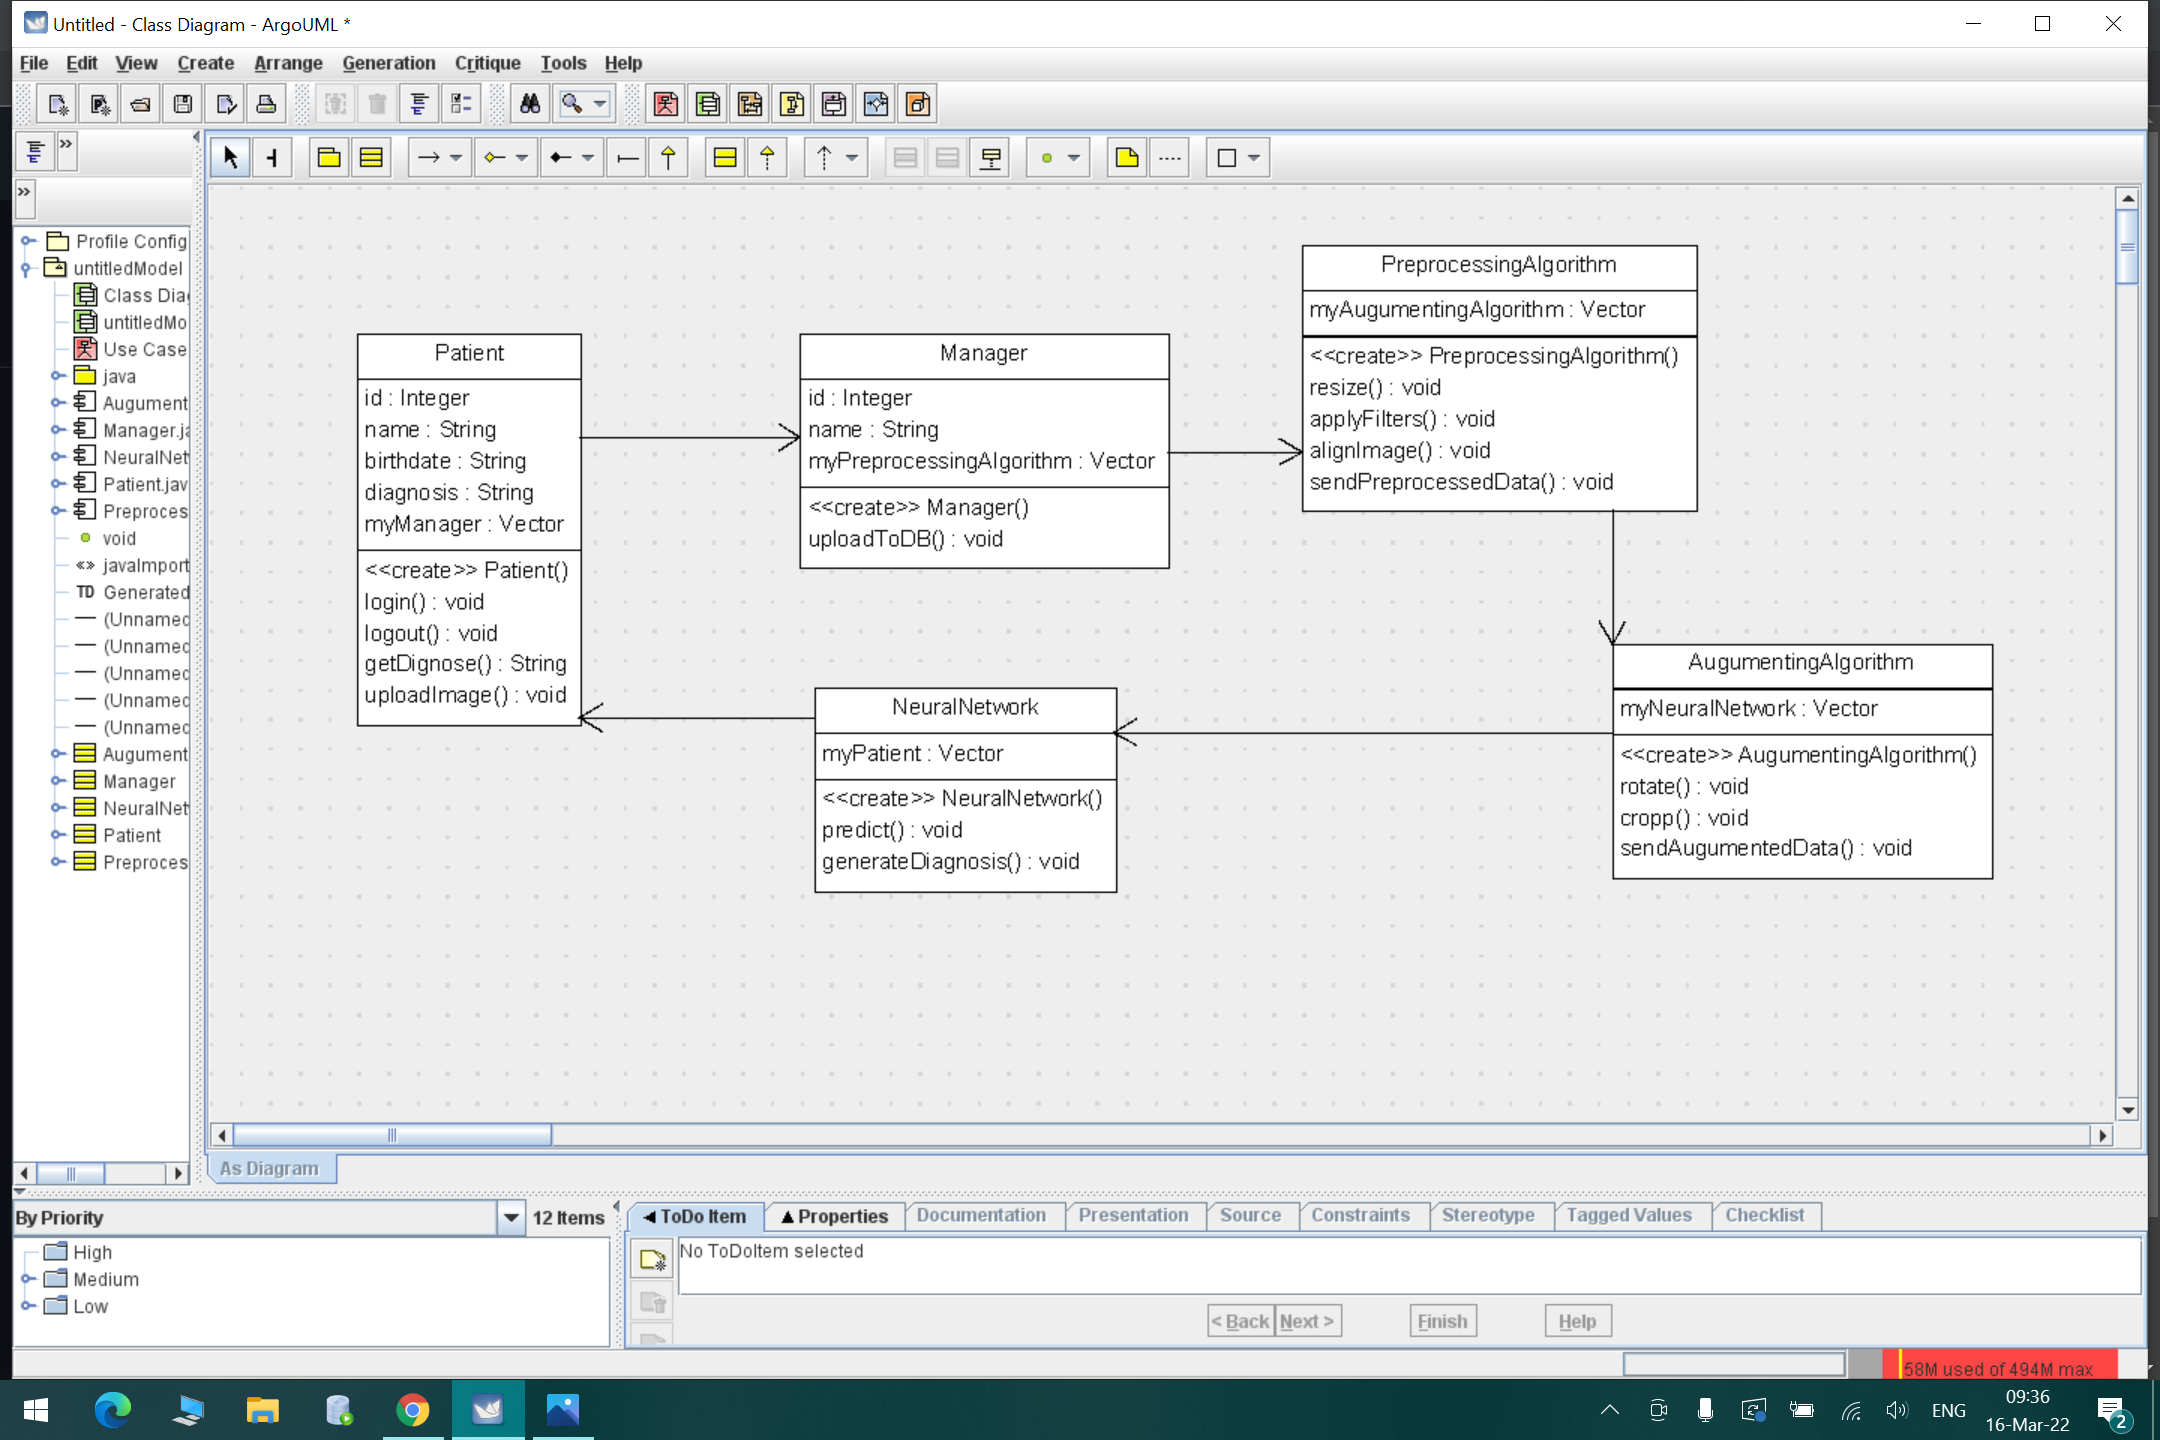 Untitled - Class Diagram - ArgoUML *
File Edit View Create Arrange Generation Critique Tools Help
Profile Config
untitledModel
Class Dia
untitledMo
Use Case
java
Augument
Manager.ja
NeuralNet
Patient.jav
Preproces
void
«» javaImport
TD Generated
(Unnamed
(Unnamed
(Unnamed
(Unnamed
(Unnamed
Augument
Manager
NeuralNet
Patient
Preproces
Patient
id : Integer
name : String
birthdate : String
diagnosis : String
myManager : Vector
<<create>> Patient()
login() : void
logout() : void
getDignose() : String
uploadImage() : void
Manager
id : Integer
name : String
myPreprocessingAlgorithm : Vector
<<create>> Manager()
uploadToDB() : void
PreprocessingAlgorithm
myAugumentingAlgorithm : Vector
<<create>> PreprocessingAlgorithm()
resize() : void
applyFilters() : void
alignImage() : void
sendPreprocessedData() : void
NeuralNetwork
myPatient : Vector
<<create>> NeuralNetwork()
predict() : void
generateDiagnosis() : void
AugumentingAlgorithm
myNeuralNetwork : Vector
<<create>> AugumentingAlgorithm()
rotate() : void
cropp() : void
sendAugumentedData() : void
As Diagram
By Priority 12 Items
High
Medium
Low
ToDo Item Properties Documentation Presentation Source Constraints Stereotype Tagged Values Checklist
No ToDoItem selected
< Back Next > Finish Help
58M used of 494M max
ENG
09:36
16-Mar-22
2